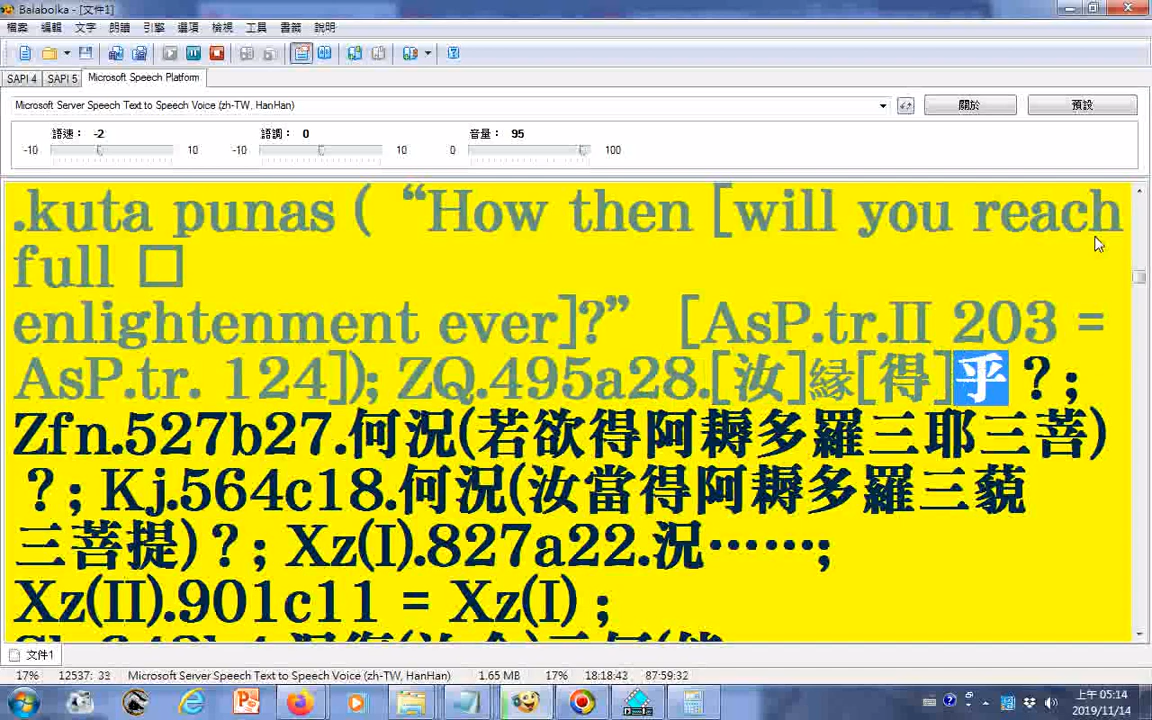 Balabolka - [文件1]
檔案 編輯 文字 朗讀 引擎 選項 檢視 工具 書籤 說明
SAPI 4 SAPI 5 Microsoft Speech Platform
Microsoft Server Speech Text to Speech Voice (zh-TW, HanHan) 關於 預設
語速： -2 語調： 0 音量： 95
-10 10 -10 10 0 100
.kuta punas (“How then [will you reach
full □
enlightenment ever]?” [AsP.tr.II 203 =
AsP.tr. 124]); ZQ.495a28.[汝]緣[得]乎？;
Zfn.527b27.何況(若欲得阿耨多羅三耶三菩)
？; Kj.564c18.何況(汝當得阿耨多羅三藐
三菩提)？; Xz(I).827a22.況……;
Xz(II).901c11 = Xz(I) ;
文件1
17% 12537: 33 Microsoft Server Speech Text to Speech Voice (zh-TW, HanHan) 1.65 MB 17% 18:18:43 87:59:32
上午 05:14
2019/11/14